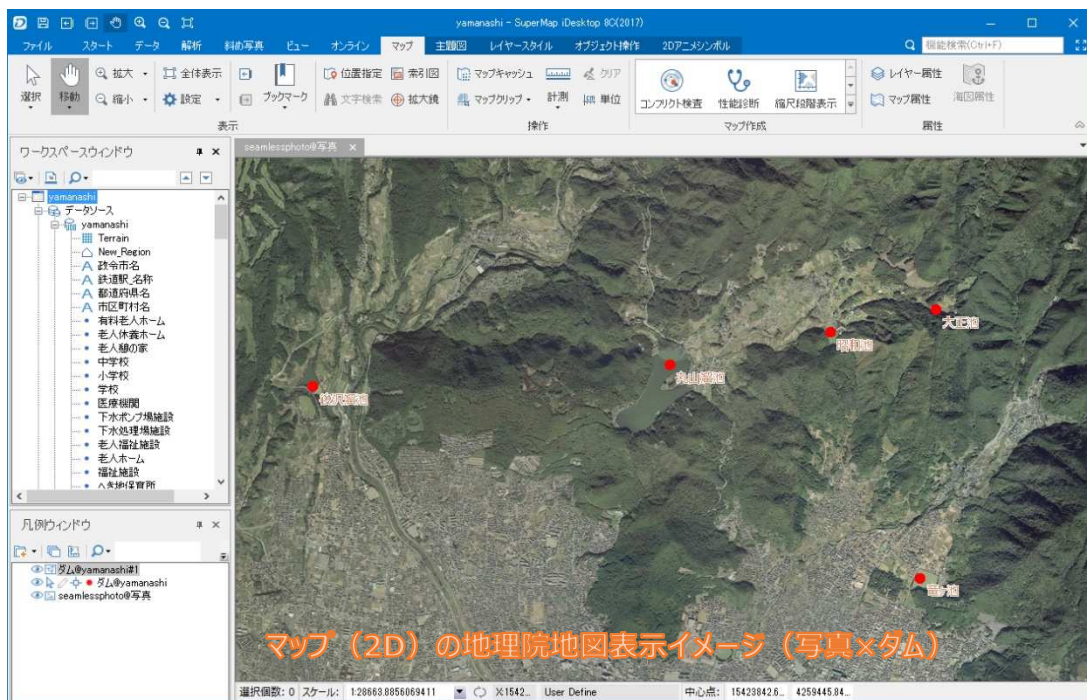 yamanashi - SuperMap iDesktop 8C(2017)
ファイル スタート データ 解析 斜め写真 ビュー オンライン マップ 主題図 レイヤースタイル オブジェクト操作 2Dアニメシンボル 機能検索(Ctrl+F)
選択 移動 拡大 縮小 全体表示 設定 ブックマーク 位置指定 索引図 文字検索 拡大鏡 マップキャッシュ マップクリップ 計測 クリア 単位 コンフリクト検査 性能診断 縮尺段階表示 レイヤー属性 マップ属性 海図属性
表示 操作 マップ作成 属性
ワークスペースウィンドウ
seamlessphoto@写真
yamanashi
データソース
yamanashi
Terrain
New_Region
政令市名
鉄道駅_名称
都道府県名
市区町村名
有料老人ホーム
老人休養ホーム
老人憩の家
中学校
小学校
学校
医療機関
下水ポンプ場施設
下水処理場施設
老人福祉施設
老人ホーム
福祉施設
へき地保育所
大正池
昭和池
丸山溜池
竜ヶ池
凡例ウィンドウ
ダム@yamanashi#1
ダム@yamanashi
seamlessphoto@写真
マップ（2D）の地理院地図表示イメージ（写真×ダム）
選択個数: 0 スケール: 1:28663.8856069411 X:1542... User Define 中心点: 15423842.6... 4259445.84...